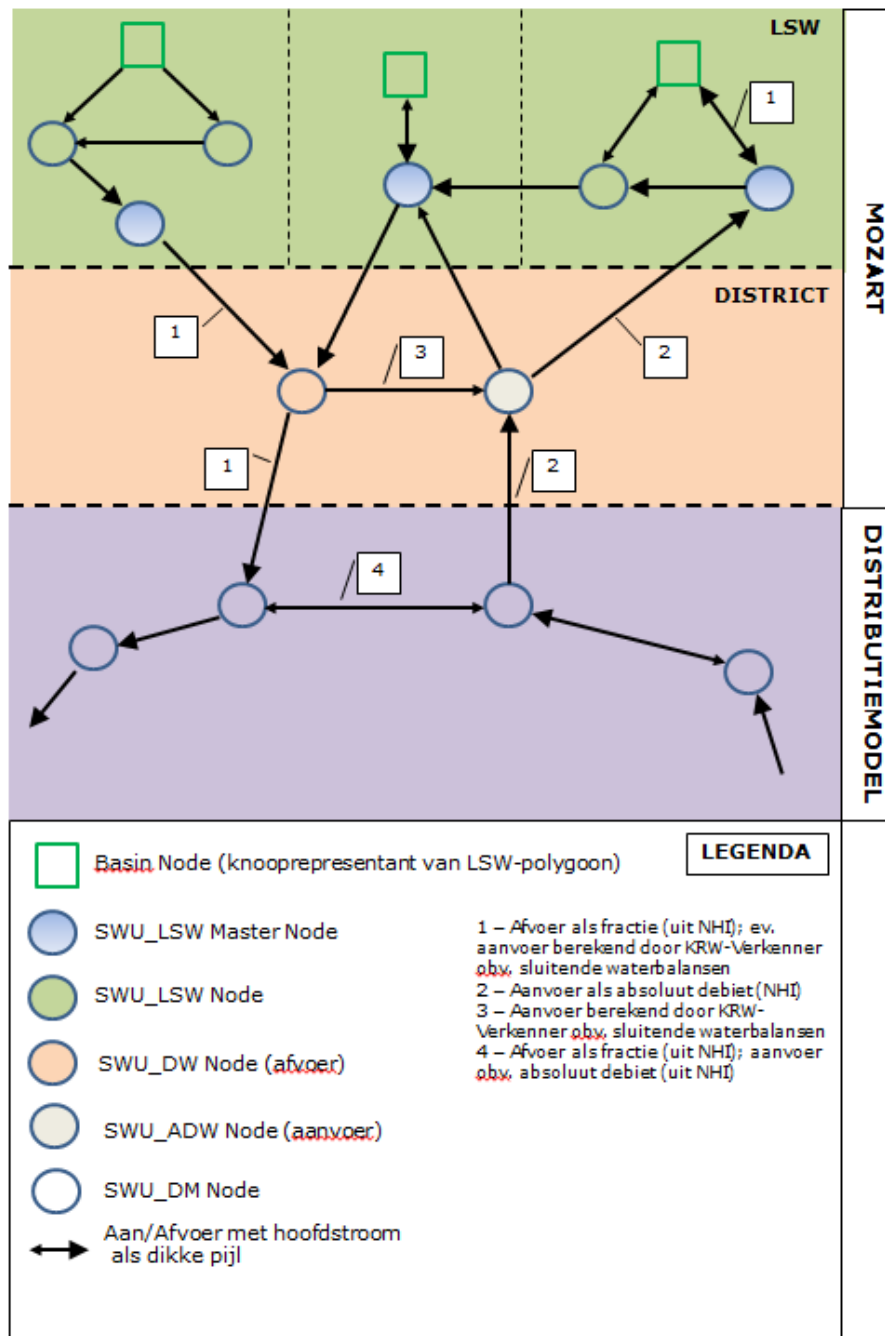 LSW
1
MOZART
DISTRICT
1
3
2
1
2
4
DISTRIBUTIEMODEL
LEGENDA
Basin Node (knooprepresentant van LSW-polygoon)
SWU_LSW Master Node
SWU_LSW Node
SWU_DW Node (afvoer)
SWU_ADW Node (aanvoer)
SWU_DM Node
Aan/Afvoer met hoofdstroom
als dikke pijl
1 – Afvoer als fractie (uit NHI); ev.
aanvoer berekend door KRW-Verkenner
obv. sluitende waterbalansen
2 – Aanvoer als absoluut debiet (NHI)
3 – Aanvoer berekend door KRW-
Verkenner obv. sluitende waterbalansen
4 – Afvoer als fractie (uit NHI); aanvoer
obv. absoluut debiet (uit NHI)